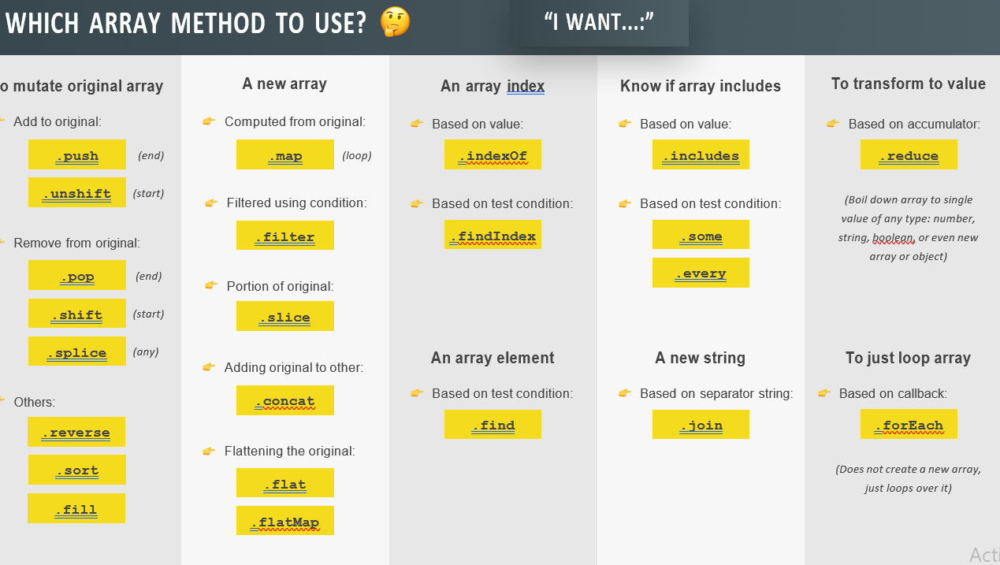 WHICH ARRAY METHOD TO USE? 🤔
“I WANT...:”
o mutate original array
Add to original:
.push (end)
.unshift (start)
Remove from original:
.pop (end)
.shift (start)
.splice (any)
Others:
.reverse
.sort
.fill
A new array
Computed from original:
.map (loop)
Filtered using condition:
.filter
Portion of original:
.slice
Adding original to other:
.concat
Flattening the original:
.flat
.flatMap
An array index
Based on value:
.indexOf
Based on test condition:
.findIndex
An array element
Based on test condition:
.find
Know if array includes
Based on value:
.includes
Based on test condition:
.some
.every
A new string
Based on separator string:
.join
To transform to value
Based on accumulator:
.reduce
(Boil down array to single
value of any type: number,
string, boolean, or even new
array or object)
To just loop array
Based on callback:
.forEach
(Does not create a new array,
just loops over it)
Acti